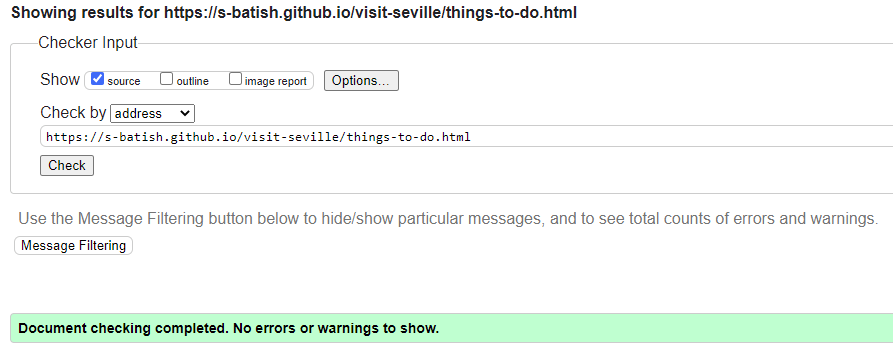 Showing results for https://s-batish.github.io/visit-seville/things-to-do.html
Checker Input
Show source outline image report Options...
Check by address
https://s-batish.github.io/visit-seville/things-to-do.html
Check
Use the Message Filtering button below to hide/show particular messages, and to see total counts of errors and warnings.
Message Filtering
Document checking completed. No errors or warnings to show.